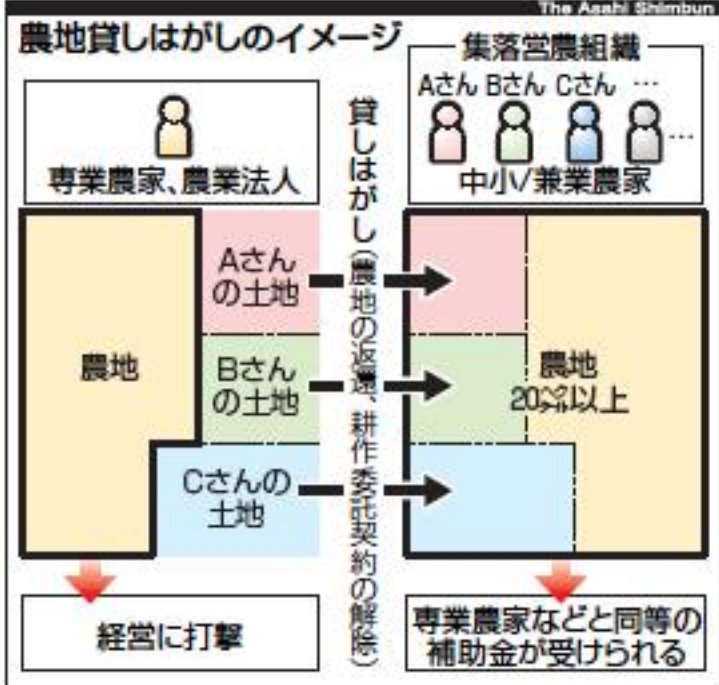 The Asahi Shimbun
農地貸しはがしのイメージ
専業農家、農業法人
集落営農組織
Aさん Bさん Cさん …
…
中小/兼業農家
貸しはがし（農地の返還、耕作委託契約の解除）
農地
Aさん
の土地
Bさん
の土地
Cさんの
土地
農地
20㌶以上
経営に打撃
専業農家などと同等の
補助金が受けられる